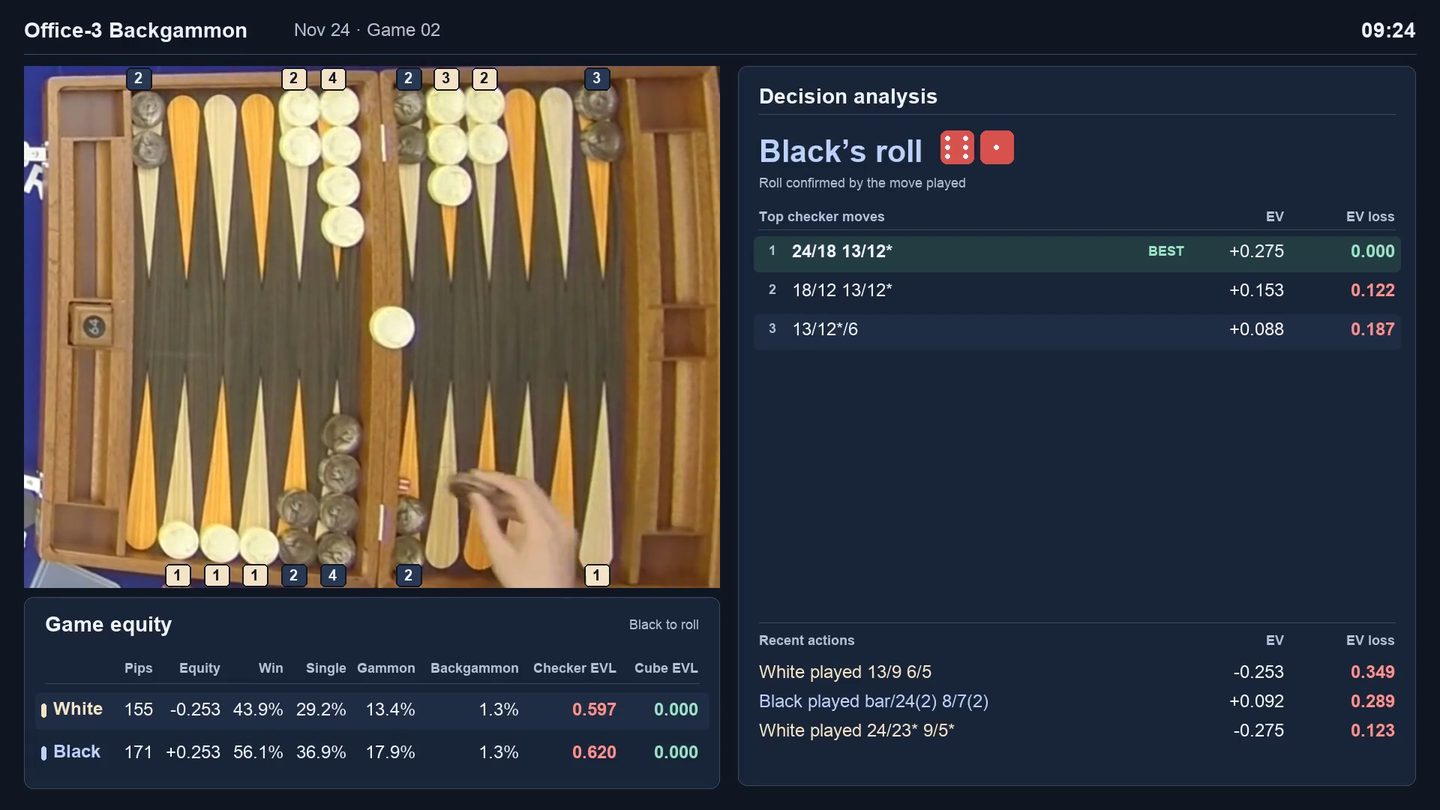 Office-3 Backgammon Nov 24 · Game 02 09:24
2 2 4 2 3 2 3
64
1 1 1 2 4 2 1
Game equity Black to roll
Pips Equity Win Single Gammon Backgammon Checker EVL Cube EVL
White 155 -0.253 43.9% 29.2% 13.4% 1.3% 0.597 0.000
Black 171 +0.253 56.1% 36.9% 17.9% 1.3% 0.620 0.000
Decision analysis
Black’s roll
Roll confirmed by the move played
Top checker moves EV EV loss
1 24/18 13/12* BEST +0.275 0.000
2 18/12 13/12* +0.153 0.122
3 13/12*/6 +0.088 0.187
Recent actions EV EV loss
White played 13/9 6/5 -0.253 0.349
Black played bar/24(2) 8/7(2) +0.092 0.289
White played 24/23* 9/5* -0.275 0.123